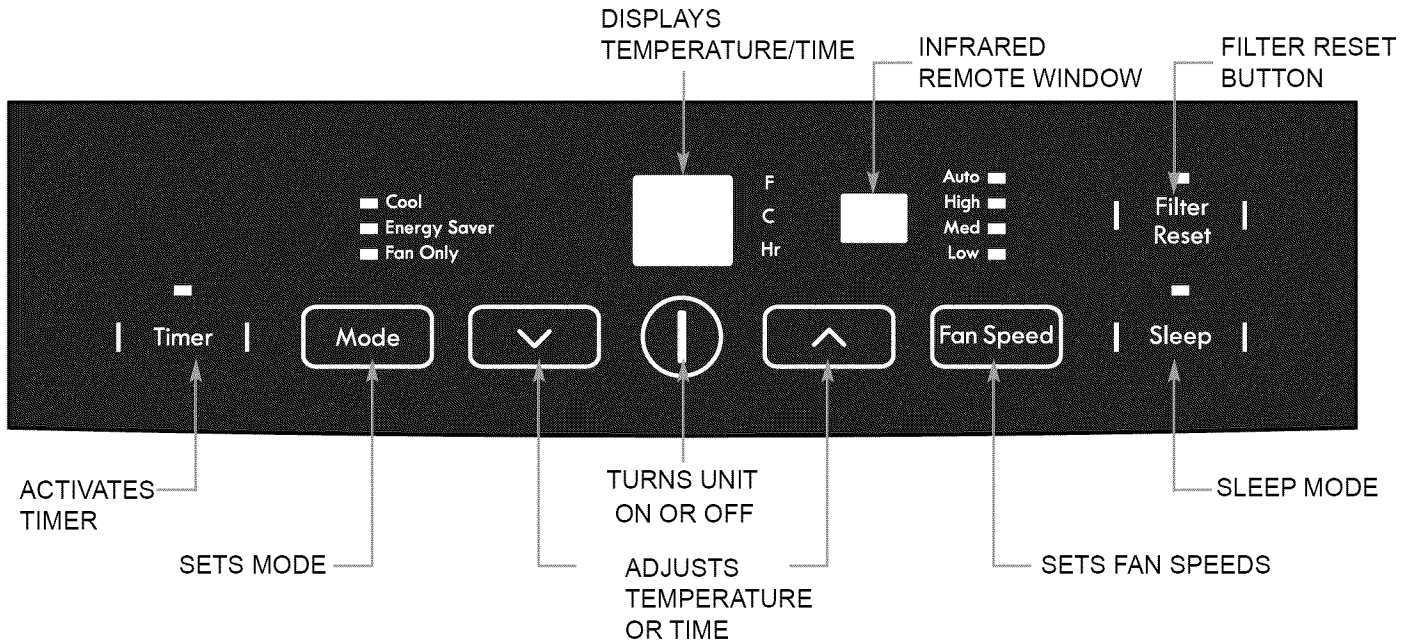 DISPLAYS
TEMPERATURE/TIME
INFRARED
REMOTE WINDOW
FILTER RESET
BUTTON
Cool
Energy Saver
Fan Only
F
C
Hr
Auto
High
Med
Low
Filter
Reset
Timer
Mode
Fan Speed
Sleep
ACTIVATES
TIMER
SETS MODE
TURNS UNIT
ON OR OFF
ADJUSTS
TEMPERATURE
OR TIME
SETS FAN SPEEDS
SLEEP MODE